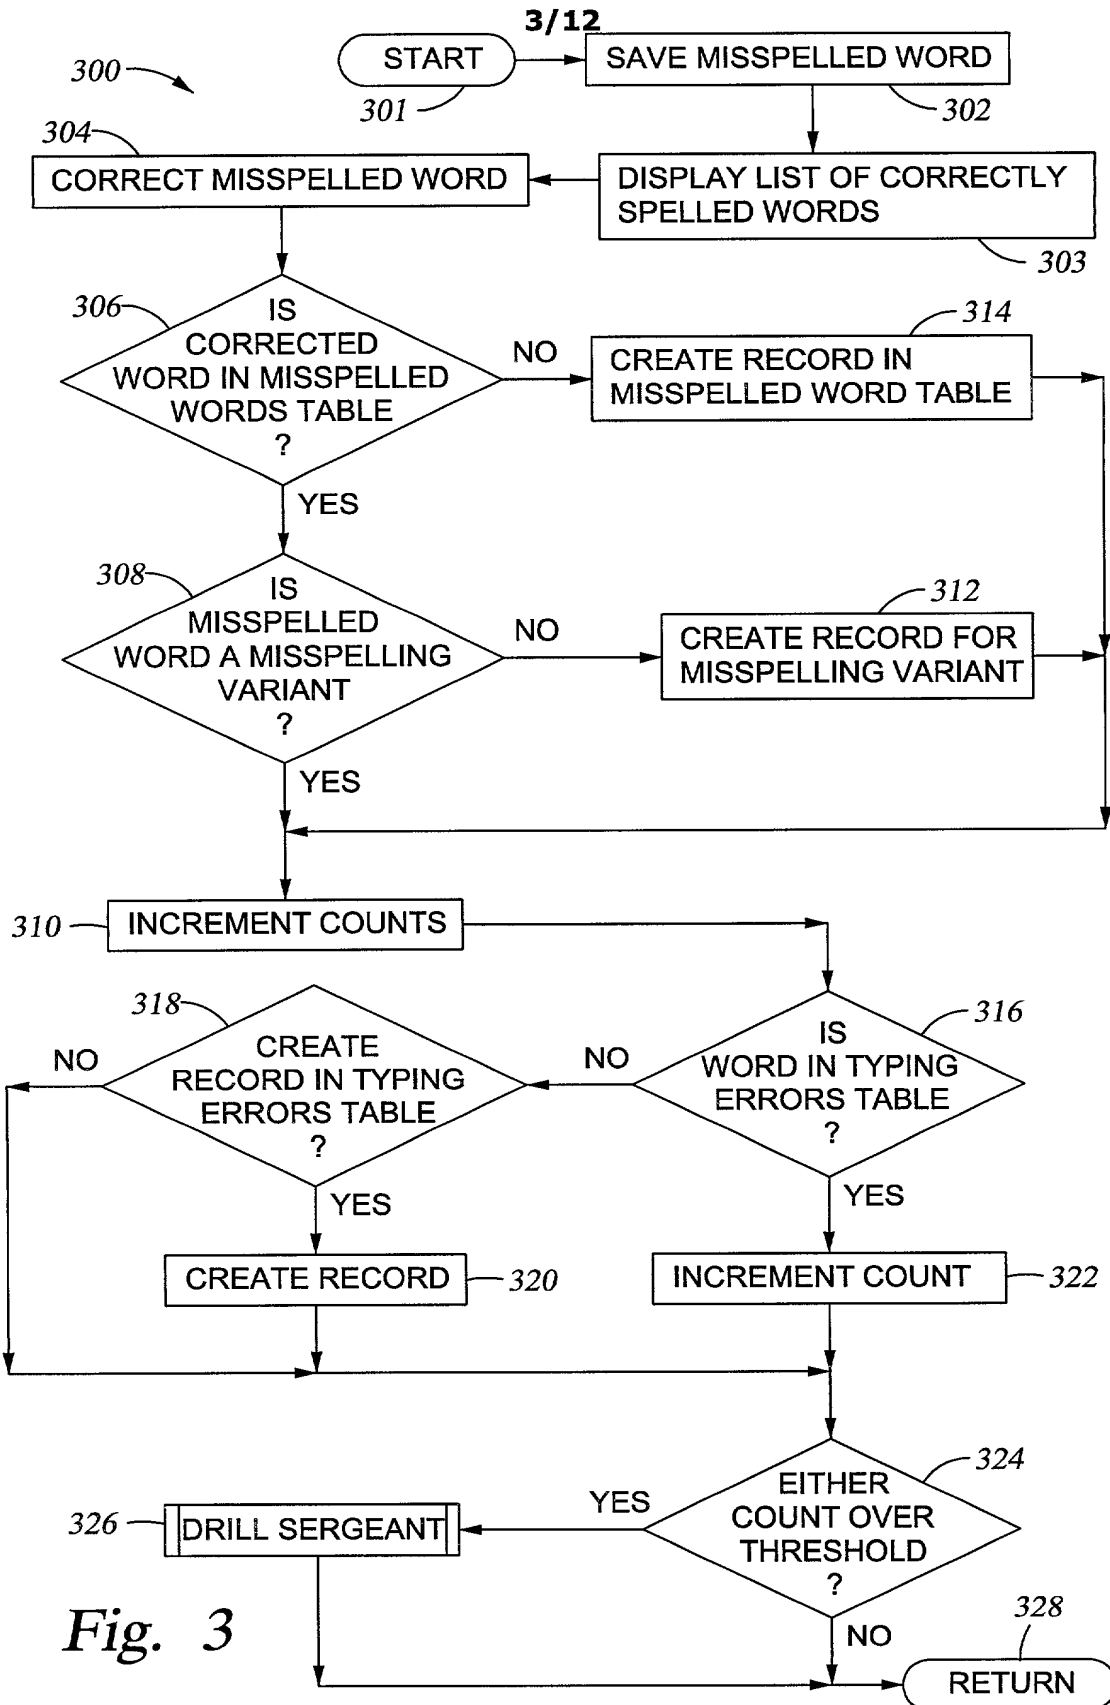 3/12
300
START
301
SAVE MISSPELLED WORD
302
304
CORRECT MISSPELLED WORD
DISPLAY LIST OF CORRECTLY
SPELLED WORDS
303
306
IS
CORRECTED
WORD IN MISSPELLED
WORDS TABLE
?
NO
314
CREATE RECORD IN
MISSPELLED WORD TABLE
YES
308
IS
MISSPELLED
WORD A MISSPELLING
VARIANT
?
NO
312
CREATE RECORD FOR
MISSPELLING VARIANT
YES
310
INCREMENT COUNTS
318
CREATE
RECORD IN TYPING
ERRORS TABLE
?
NO
NO
316
IS
WORD IN TYPING
ERRORS TABLE
?
YES
YES
CREATE RECORD
320
INCREMENT COUNT
322
324
EITHER
COUNT OVER
THRESHOLD
?
YES
326
DRILL SERGEANT
NO
328
RETURN
Fig. 3